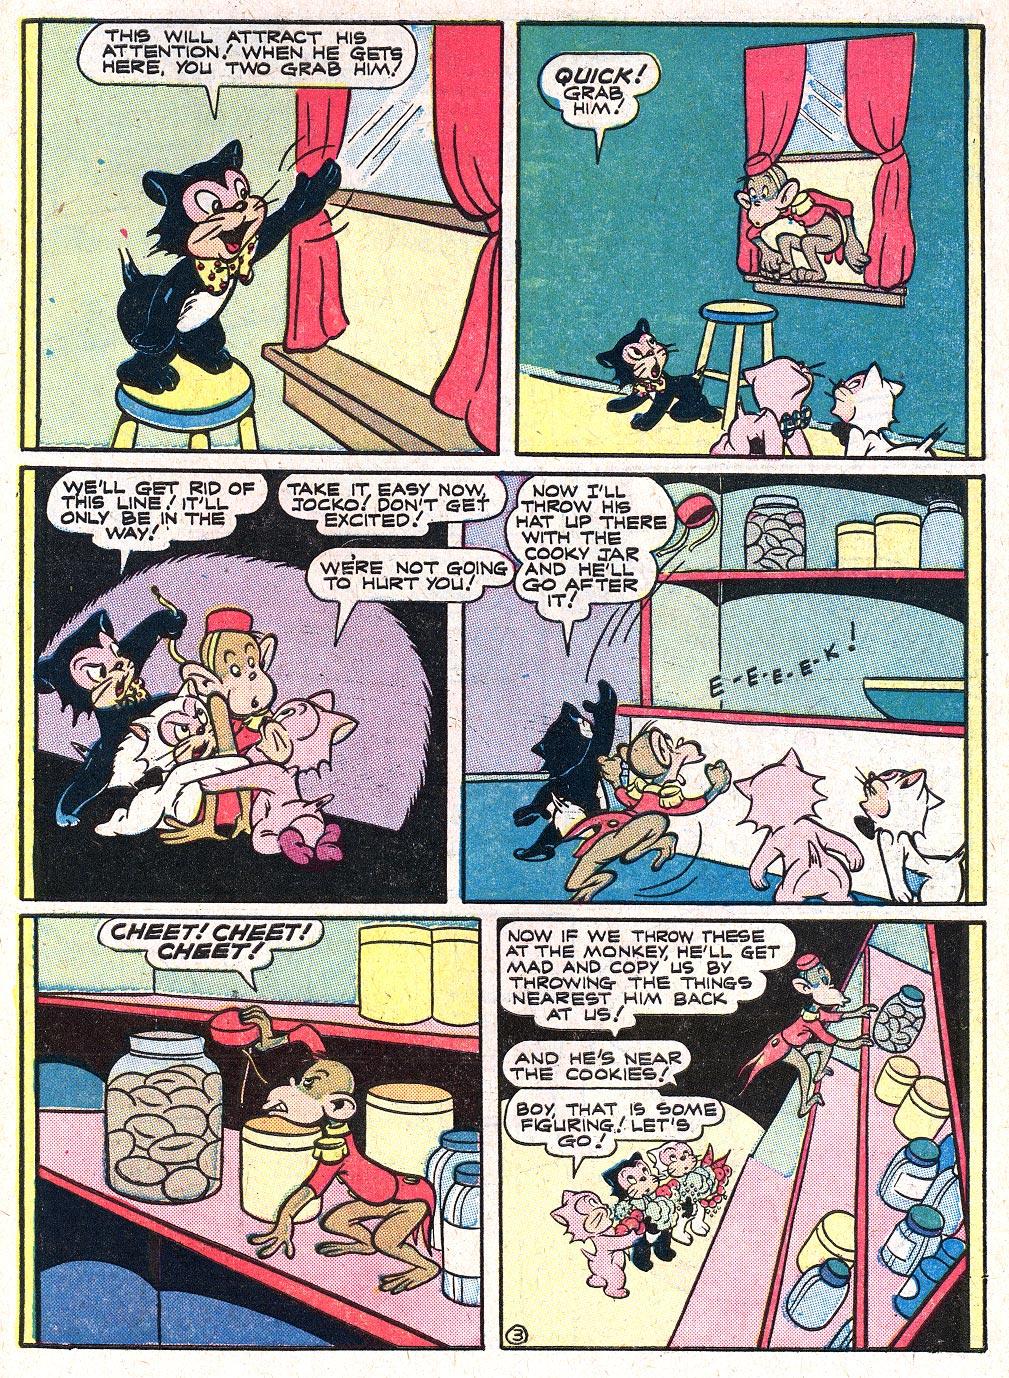 THIS WILL ATTRACT HIS
ATTENTION! WHEN HE GETS
HERE, YOU TWO GRAB HIM!
QUICK!
GRAB
HIM!
WE'LL GET RID OF
THIS LINE! IT'LL
ONLY BE IN THE
WAY!
TAKE IT EASY NOW,
JOCKO! DON'T GET
EXCITED!
WE'RE NOT GOING
TO HURT YOU!
NOW I'LL
THROW HIS
HAT UP THERE
WITH THE
COOKY JAR
AND HE'LL
GO AFTER
IT!
E-E-E-E-K!
CHEET! CHEET!
CHEET!
NOW IF WE THROW THESE
AT THE MONKEY, HE'LL GET
MAD AND COPY US BY
THROWING THE THINGS
NEAREST HIM BACK
AT US!
AND HE'S NEAR
THE COOKIES!
BOY, THAT IS SOME
FIGURING! LET'S
GO!
3